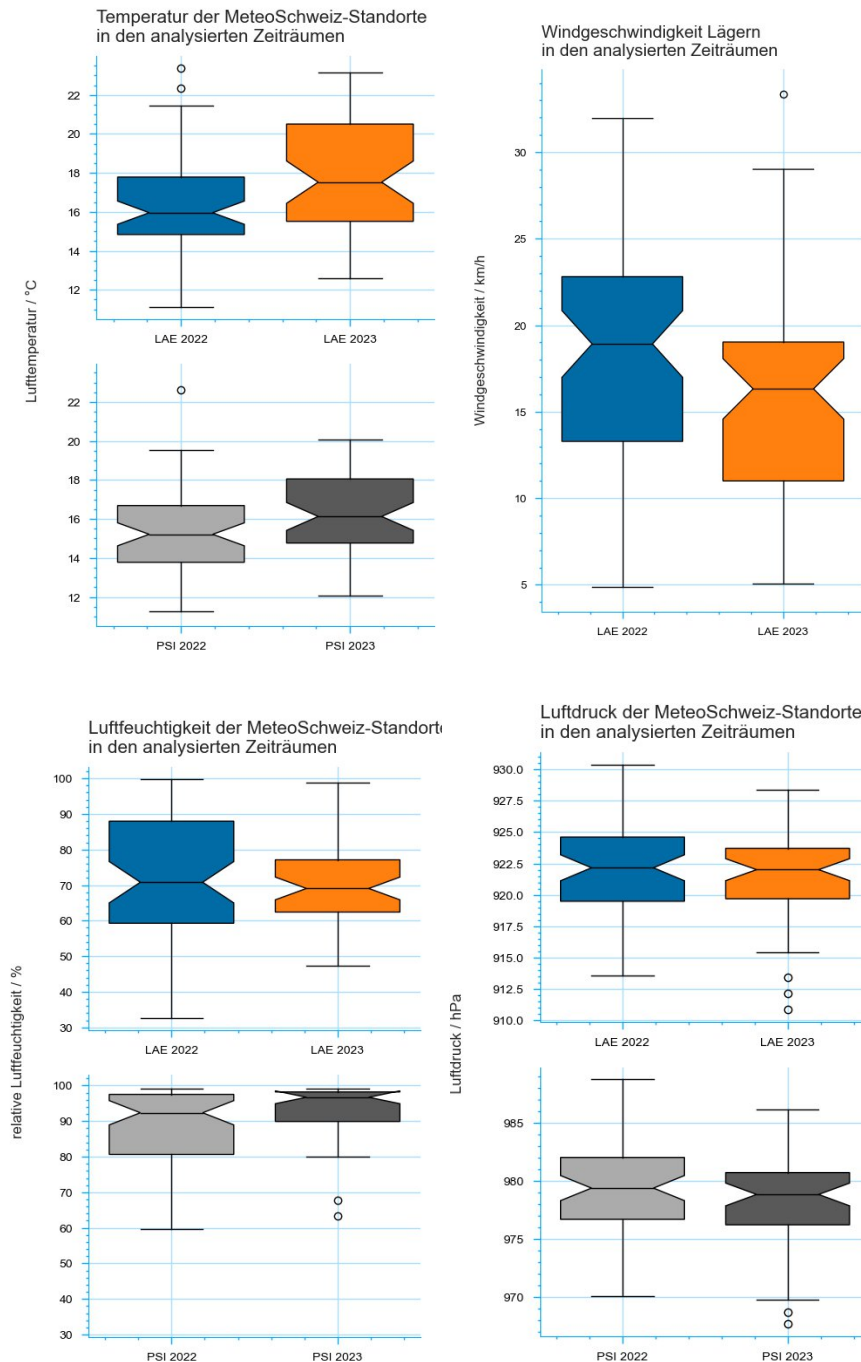 Temperatur der MeteoSchweiz-Standorte
in den analysierten Zeiträumen
Lufttemperatur / °C
22
20
18
16
14
12
LAE 2022
LAE 2023
22
20
18
16
14
12
PSI 2022
PSI 2023
Windgeschwindigkeit Lägern
in den analysierten Zeiträumen
Windgeschwindigkeit / km/h
30
25
20
15
10
5
LAE 2022
LAE 2023
Luftfeuchtigkeit der MeteoSchweiz-Standorte
in den analysierten Zeiträumen
relative Luftfeuchtigkeit / %
100
90
80
70
60
50
40
30
LAE 2022
LAE 2023
100
90
80
70
60
50
40
30
PSI 2022
PSI 2023
Luftdruck der MeteoSchweiz-Standorte
in den analysierten Zeiträumen
Luftdruck / hPa
930.0
927.5
925.0
922.5
920.0
917.5
915.0
912.5
910.0
LAE 2022
LAE 2023
985
980
975
970
PSI 2022
PSI 2023